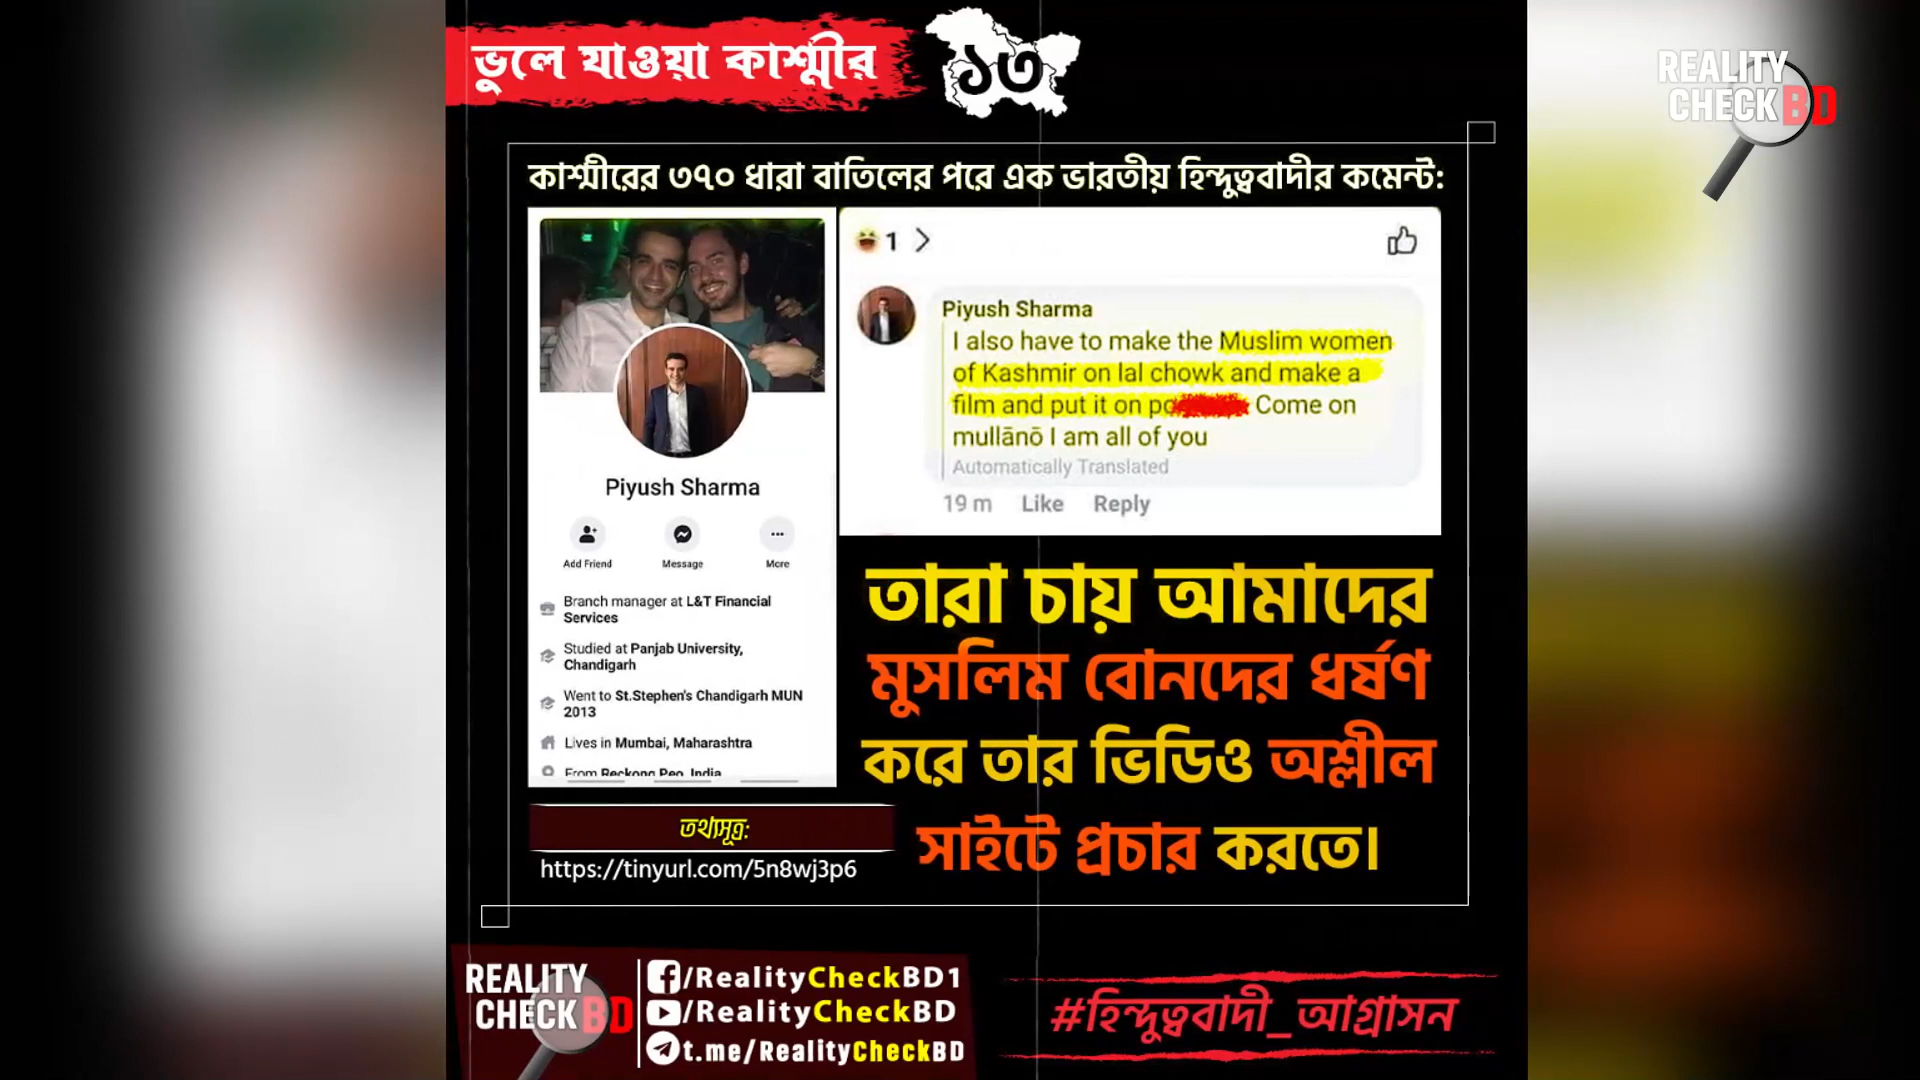 ভুলে যাওয়া কাশ্মীর
১৩
REALITY
CHECK BD
কাশ্মীরের ৩৭০ ধারা বাতিলের পরে এক ভারতীয় হিন্দুত্ববাদীর কমেন্ট:
1
Piyush Sharma
I also have to make the Muslim women
of Kashmir on lal chowk and make a
film and put it on Come on
mullānō I am all of you
Automatically Translated
19 m Like Reply
Piyush Sharma
Add Friend Message More
Branch manager at L&T Financial
Services
Studied at Panjab University,
Chandigarh
Went to St.Stephen's Chandigarh MUN
2013
Lives in Mumbai, Maharashtra
From Reckong Peo, India
তারা চায় আমাদের
মুসলিম বোনদের ধর্ষণ
করে তার ভিডিও অশ্লীল
সাইটে প্রচার করতে।
তথ্যসূত্র:
https://tinyurl.com/5n8wj3p6
REALITY
CHECK BD
/RealityCheckBD1
/RealityCheckBD
t.me/RealityCheckBD
#হিন্দুত্ববাদী_আগ্রাসন